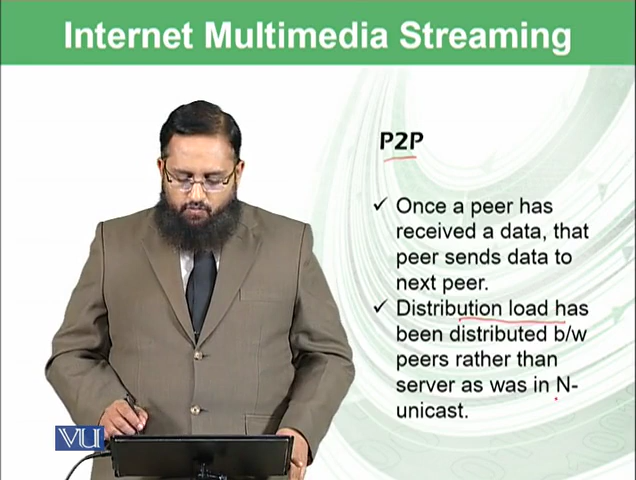 Internet Multimedia Streaming
P2P
✓ Once a peer has
received a data, that
peer sends data to
next peer.
✓ Distribution load has
been distributed b/w
peers rather than
server as was in N-
unicast.
VU